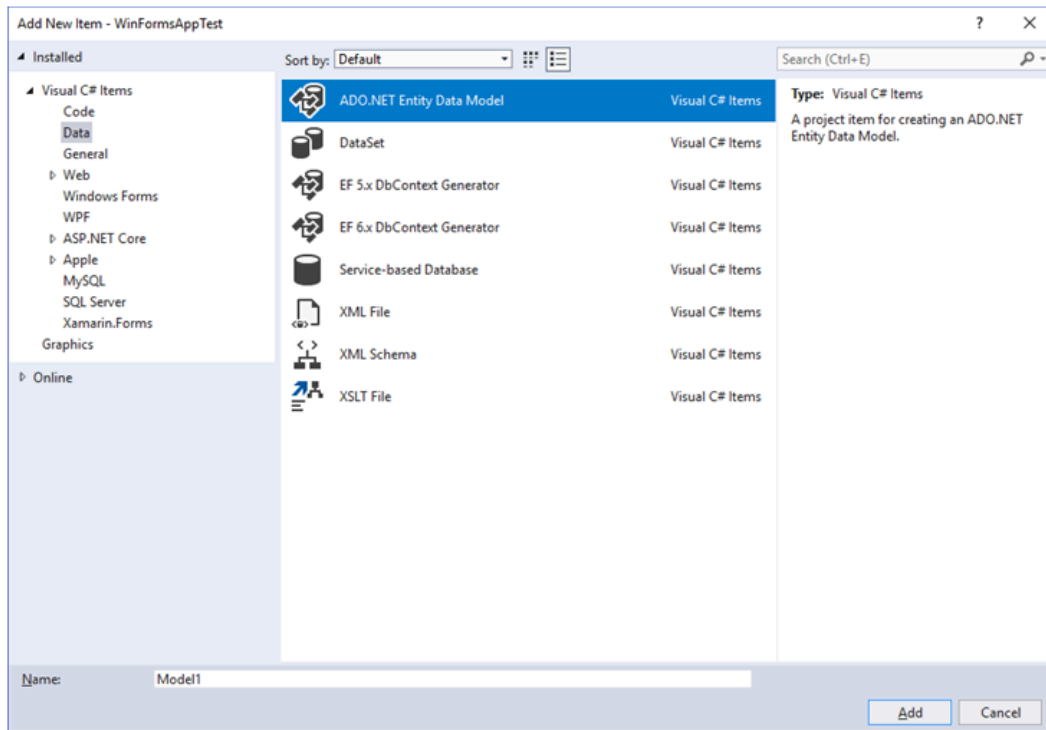 Add New Item - WinFormsAppTest
?
Installed
Sort by: Default
Search (Ctrl+E)
Visual C# Items
Code
Data
General
Web
Windows Forms
WPF
ASP.NET Core
Apple
MySQL
SQL Server
Xamarin.Forms
Graphics
Online
ADO.NET Entity Data Model Visual C# Items
DataSet Visual C# Items
EF 5.x DbContext Generator Visual C# Items
EF 6.x DbContext Generator Visual C# Items
Service-based Database Visual C# Items
XML File Visual C# Items
XML Schema Visual C# Items
XSLT File Visual C# Items
Type: Visual C# Items
A project item for creating an ADO.NET
Entity Data Model.
Name: Model1
Add Cancel